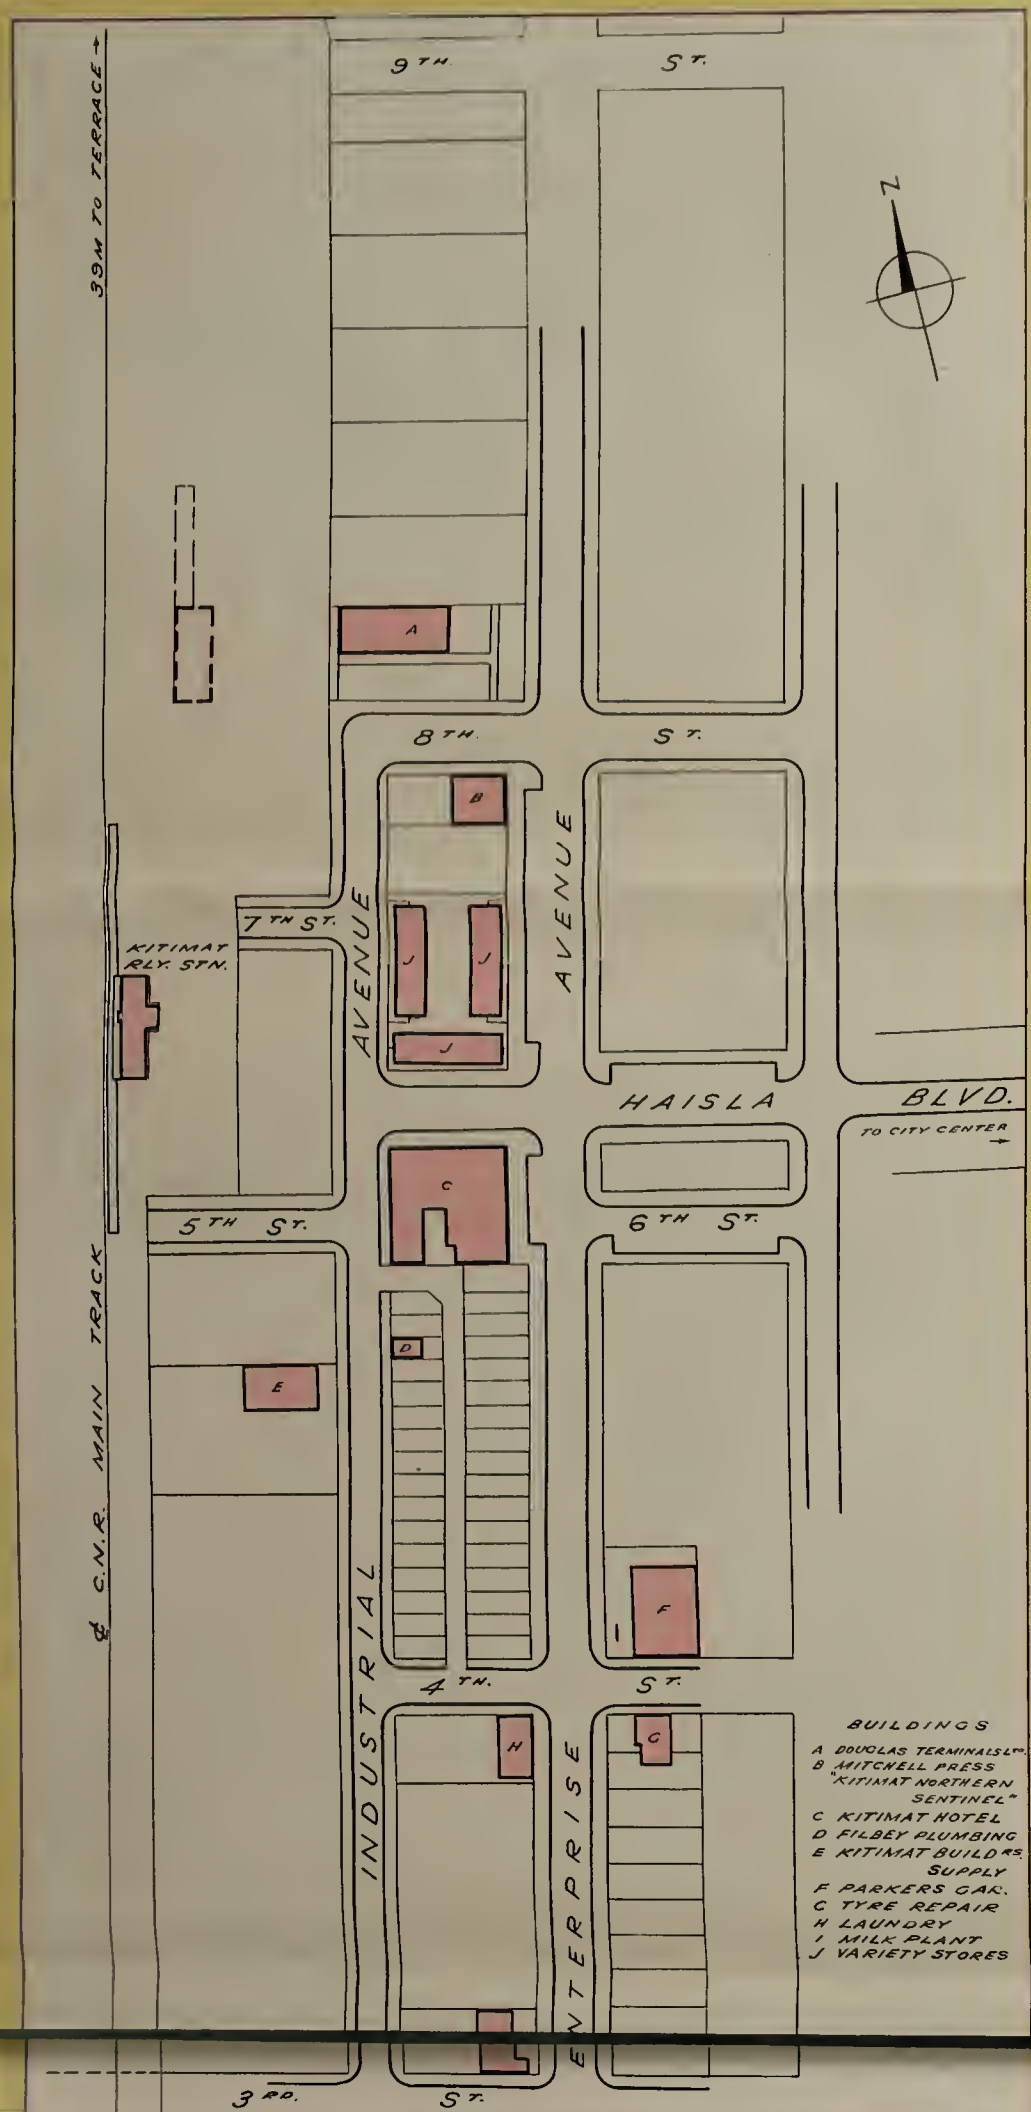 9TH. ST.
39M TO TERRACE →
N
A
8TH. ST.
B
AVENUE
AVENUE
7TH ST.
KITIMAT
RLY. STN.
J
J
J
HAISLA BLVD.
TO CITY CENTER
→
C
5TH ST.
6TH ST.
D
E
℄ C.N.R. MAIN TRACK
F
INDUSTRIAL
4TH. ST.
H
G
ENTERPRISE
BUILDINGS
A DOUGLAS TERMINALS LTD.
B MITCHELL PRESS
"KITIMAT NORTHERN
SENTINEL"
C KITIMAT HOTEL
D FILBEY PLUMBING
E KITIMAT BUILDRS.
SUPPLY
F PARKERS GAR.
G TYRE REPAIR
H LAUNDRY
I MILK PLANT
J VARIETY STORES
3RD. ST.